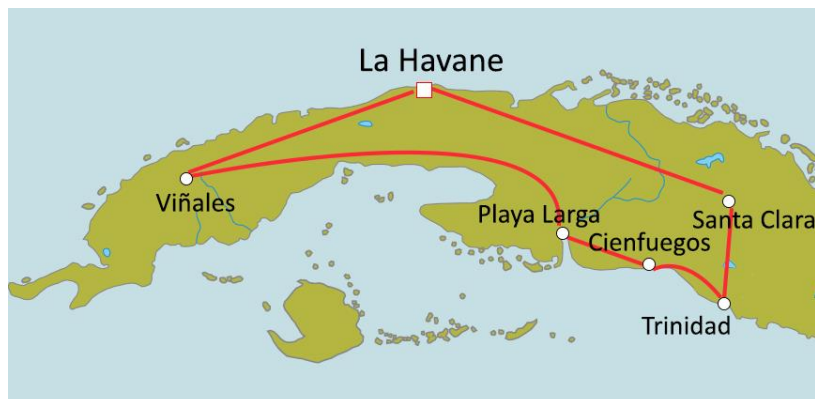 La Havane
Viñales
Playa Larga
Santa Clara
Cienfuegos
Trinidad